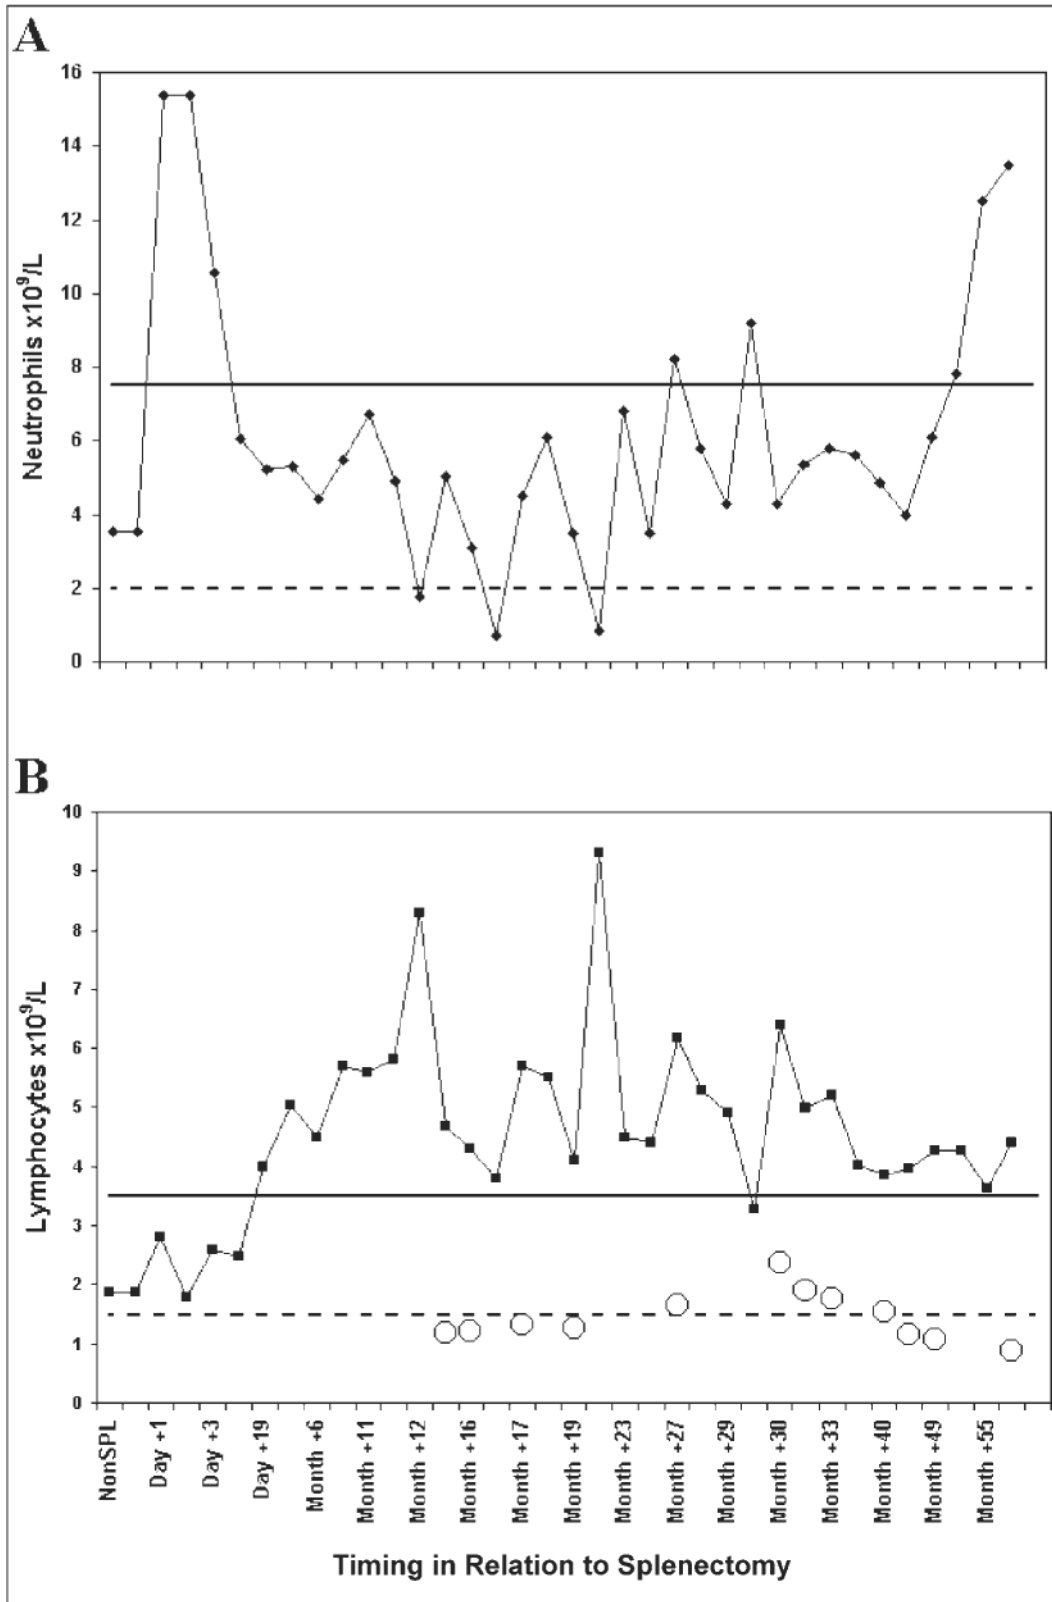 A
16
14
12
10
8
6
4
2
0
Neutrophils x10⁹/L
B
10
9
8
7
6
5
4
3
2
1
0
Lymphocytes x10⁹/L
NonSPL
Day +1
Day +3
Day +19
Month +6
Month +11
Month +12
Month +16
Month +17
Month +19
Month +23
Month +27
Month +29
Month +30
Month +33
Month +40
Month +49
Month +55
Timing in Relation to Splenectomy